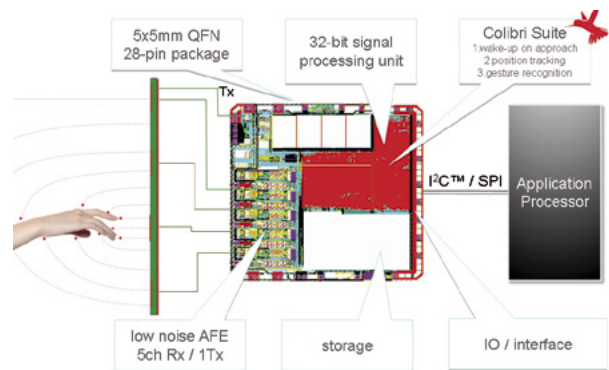 5x5mm QFN
28-pin package
32-bit signal
processing unit
Colibri Suite
1.wake-up on approach
2.position tracking
3.gesture recognition
Tx
I²C™ / SPI
Application
Processor
low noise AFE
5ch Rx / 1Tx
storage
IO / interface